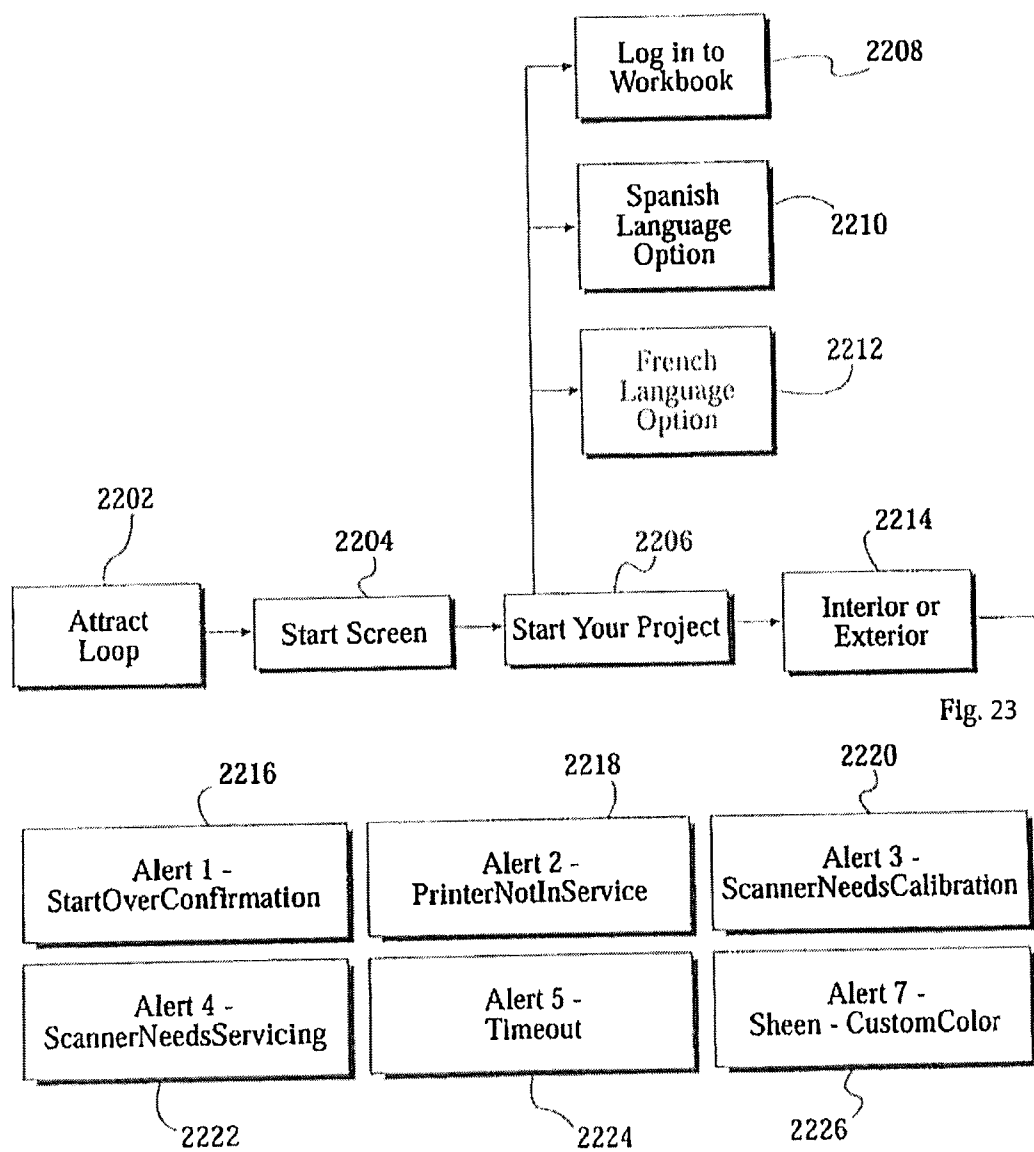 Log in to
Workbook
2208
Spanish
Language
Option
2210
French
Language
Option
2212
2202
2204
2206
2214
Attract
Loop
Start Screen
Start Your Project
Interior or
Exterior
Fig. 23
2216
2218
2220
Alert 1 -
StartOverConfirmation
Alert 2 -
PrinterNotInService
Alert 3 -
ScannerNeedsCalibration
Alert 4 -
ScannerNeedsServicing
Alert 5 -
Timeout
Alert 7 -
Sheen - CustomColor
2222
2224
2226